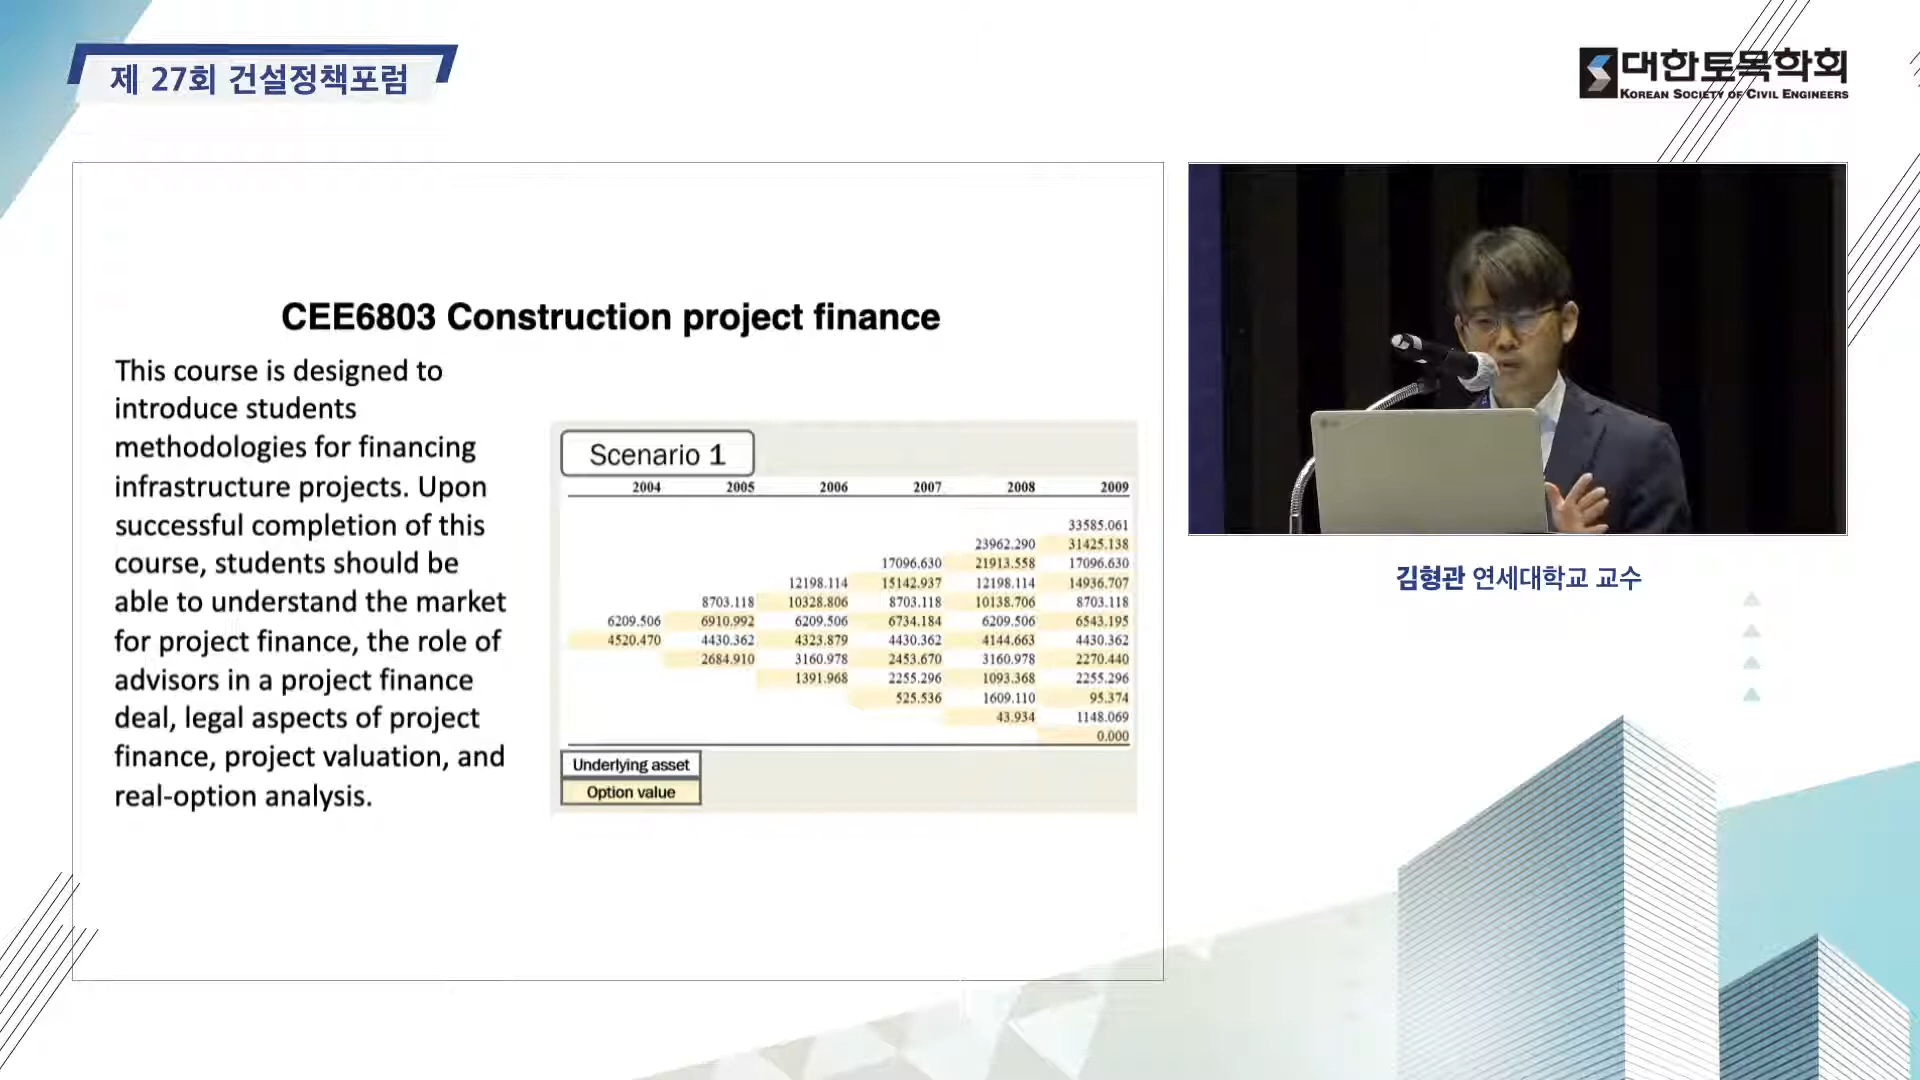 제 27회 건설정책포럼
대한토목학회
KOREAN SOCIETY OF CIVIL ENGINEERS
CEE6803 Construction project finance
This course is designed to
introduce students
methodologies for financing
infrastructure projects. Upon
successful completion of this
course, students should be
able to understand the market
for project finance, the role of
advisors in a project finance
deal, legal aspects of project
finance, project valuation, and
real-option analysis.
Scenario 1
2004 2005 2006 2007 2008 2009
33585.061
23962.290 31425.138
17096.630 21913.558 17096.630
12198.114 15142.937 12198.114 14936.707
8703.118 10328.806 8703.118 10138.706 8703.118
6209.506 6910.992 6209.506 6734.184 6209.506 6543.195
4520.470 4430.362 4323.879 4430.362 4144.663 4430.362
2684.910 3160.978 2453.670 3160.978 2270.440
1391.968 2255.296 1093.368 2255.296
525.536 1609.110 95.374
43.934 1148.069
0.000
Underlying asset
Option value
김형관 연세대학교 교수